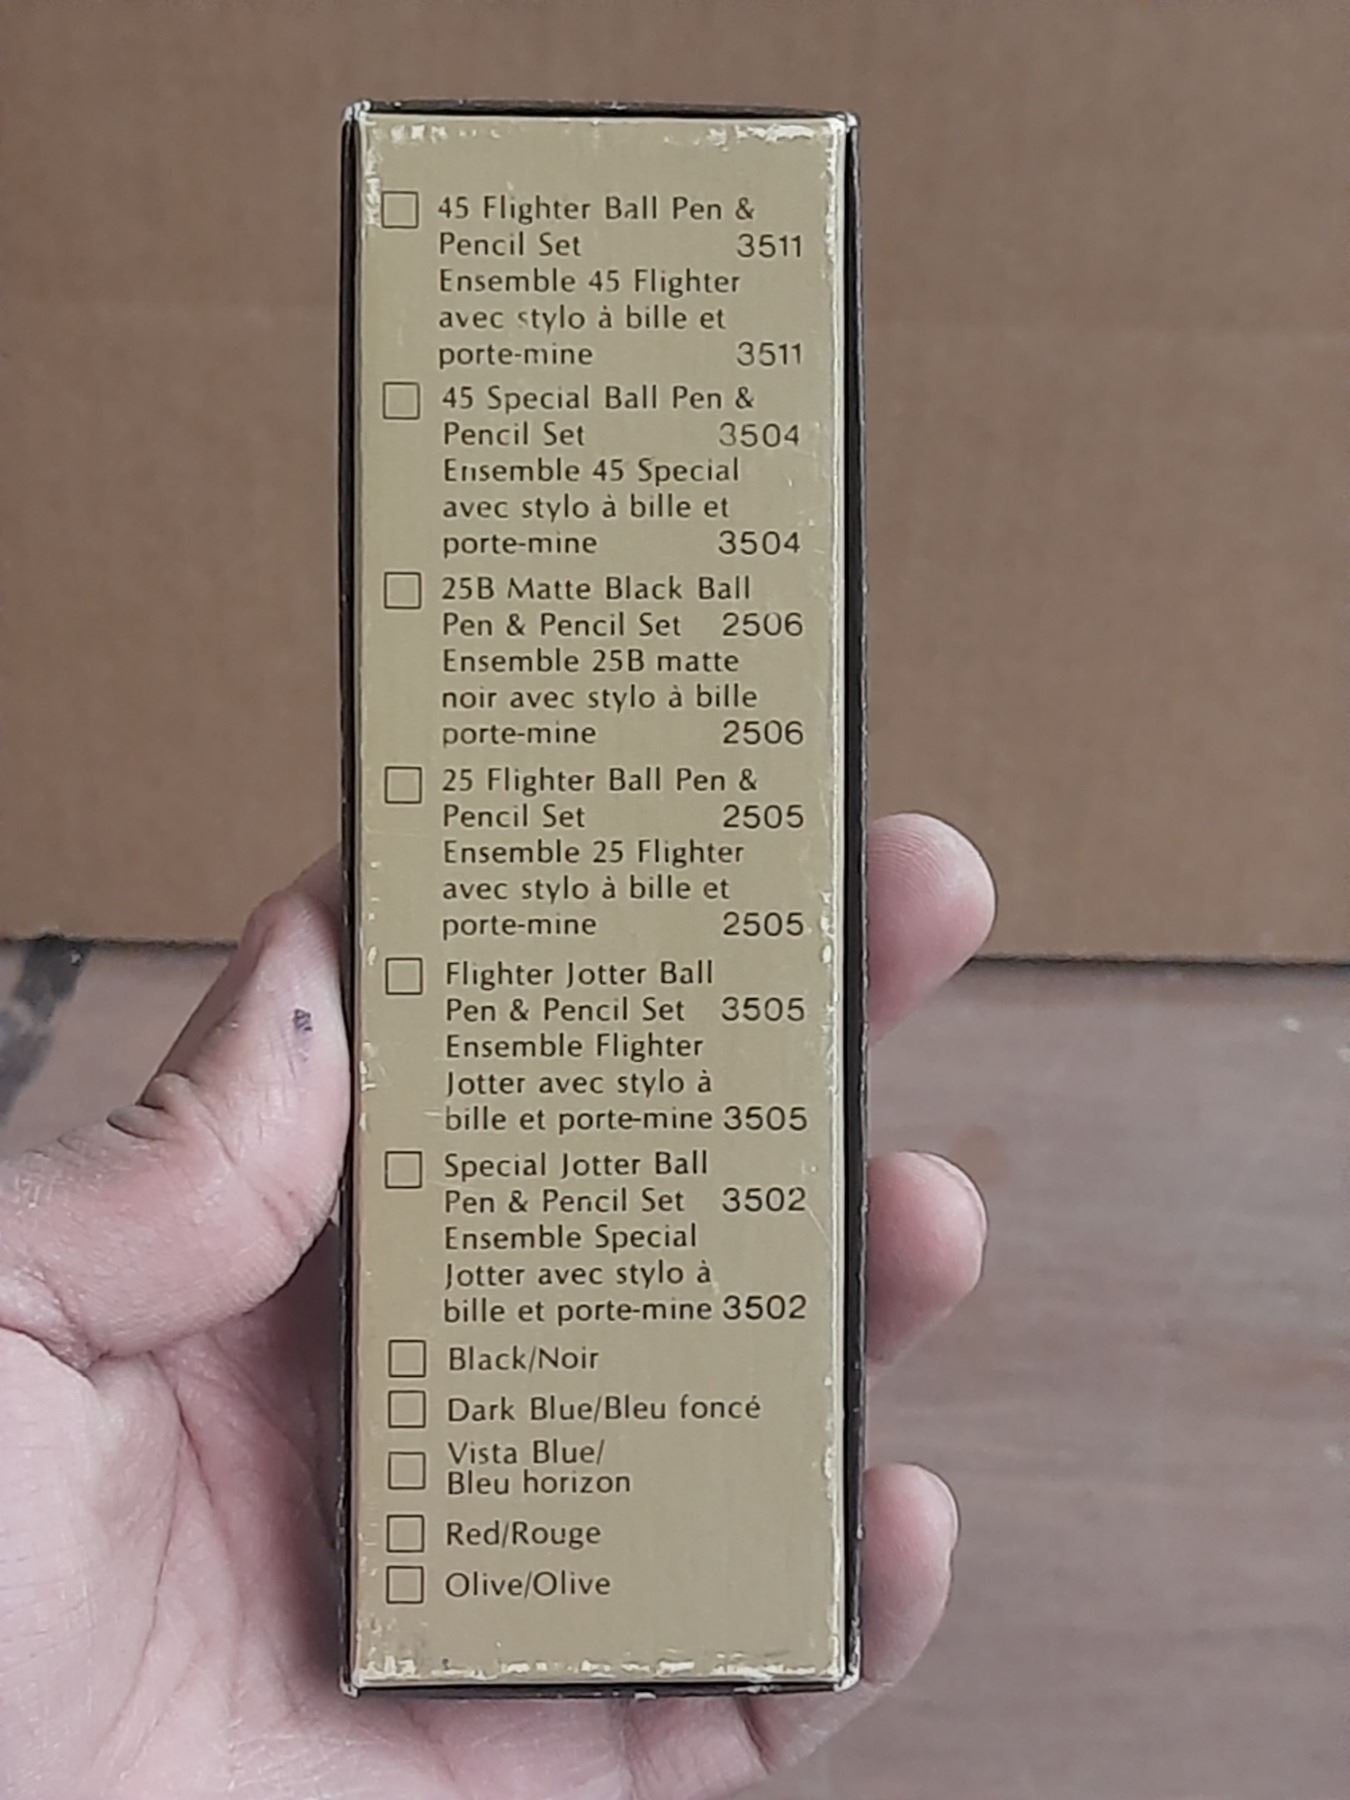 45 Flighter Ball Pen &
Pencil Set 3511
Ensemble 45 Flighter
avec stylo à bille et
porte-mine 3511
45 Special Ball Pen &
Pencil Set 3504
Ensemble 45 Special
avec stylo à bille et
porte-mine 3504
25B Matte Black Ball
Pen & Pencil Set 2506
Ensemble 25B matte
noir avec stylo à bille
porte-mine 2506
25 Flighter Ball Pen &
Pencil Set 2505
Ensemble 25 Flighter
avec stylo à bille et
porte-mine 2505
Flighter Jotter Ball
Pen & Pencil Set 3505
Ensemble Flighter
Jotter avec stylo à
bille et porte-mine 3505
Special Jotter Ball
Pen & Pencil Set 3502
Ensemble Special
Jotter avec stylo à
bille et porte-mine 3502
Black/Noir
Dark Blue/Bleu foncé
Vista Blue/
Bleu horizon
Red/Rouge
Olive/Olive